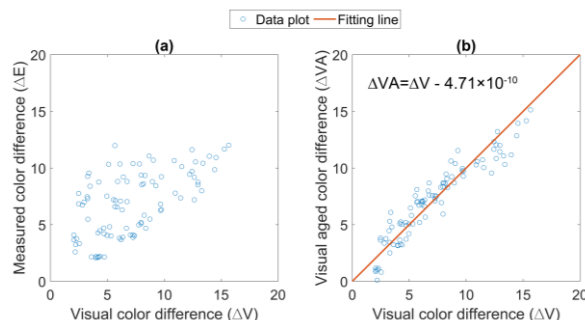 Data plot Fitting line
(a) (b)
20
15
10
5
0
0 5 10 15 20
Measured color difference (ΔE)
Visual color difference (ΔV)
ΔVA=ΔV - 4.71×10-10
20
15
10
5
0
0 5 10 15 20
Visual aged color difference (ΔVA)
Visual color difference (ΔV)